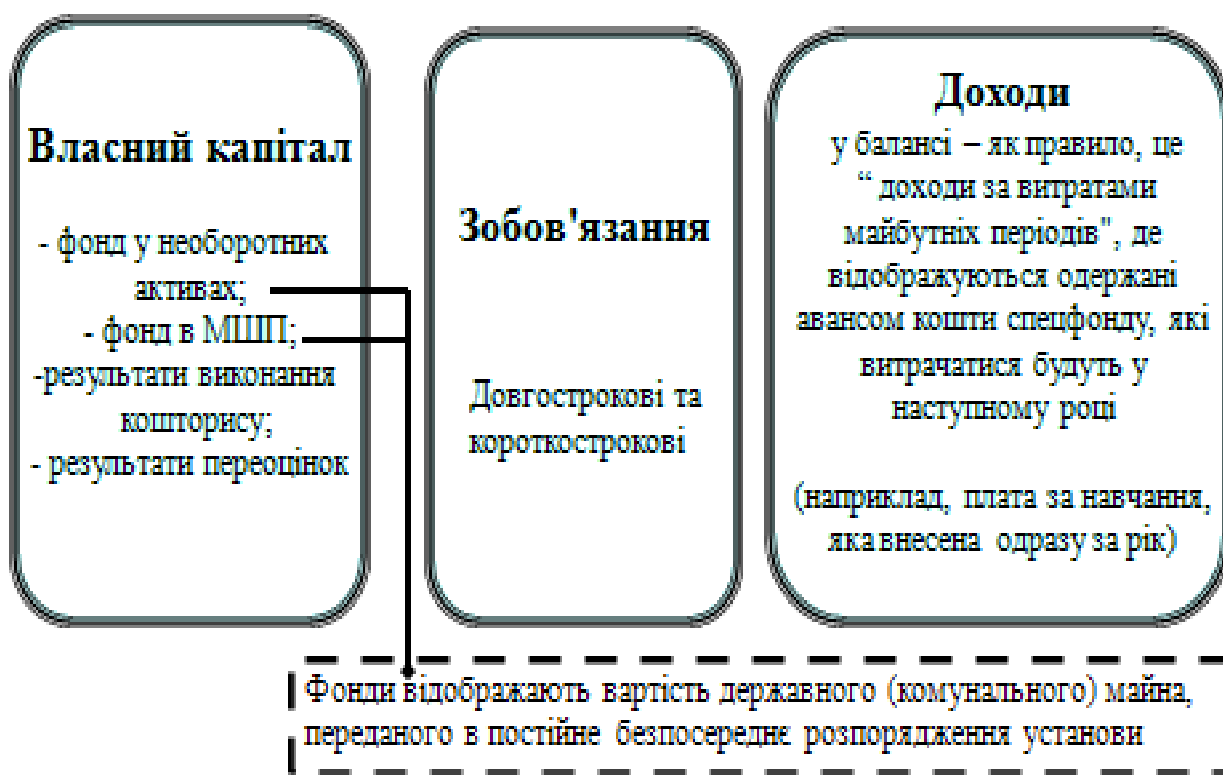 Власний капітал
- фонд у необоротних
активах;
- фонд в МШП;
-результати виконання
кошторису;
- результати переоцінок
Зобов'язання
Довгострокові та
короткострокові
Доходи
у балансі – як правило, це
“ доходи за витратами
майбутніх періодів", де
відображуються одержані
авансом кошти спецфонду, які
витрачатися будуть у
наступному році
(наприклад, плата за навчання,
яка внесена одразу за рік)
Фонди відображають вартість державного (комунального) майна,
переданого в постійне безпосереднє розпорядження установи